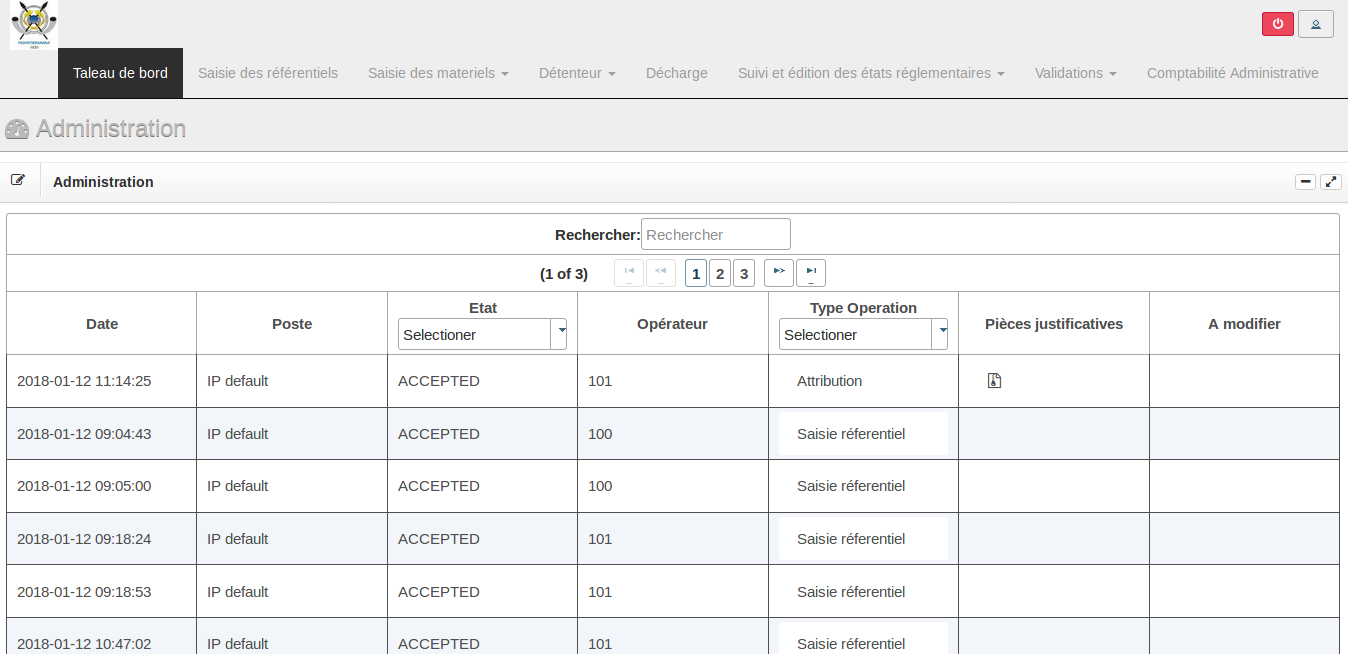 Taleau de bord Saisie des référentiels Saisie des materiels Détenteur Décharge Suivi et édition des états réglementaires Validations Comptabilité Administrative
Administration
Administration
Rechercher: Rechercher
(1 of 3) 1 2 3
Date Poste Etat Selectioner Opérateur Type Operation Selectioner Pièces justificatives A modifier
2018-01-12 11:14:25 IP default ACCEPTED 101 Attribution
2018-01-12 09:04:43 IP default ACCEPTED 100 Saisie réferentiel
2018-01-12 09:05:00 IP default ACCEPTED 100 Saisie réferentiel
2018-01-12 09:18:24 IP default ACCEPTED 101 Saisie réferentiel
2018-01-12 09:18:53 IP default ACCEPTED 101 Saisie réferentiel
2018-01-12 10:47:02 IP default ACCEPTED 101 Saisie réferentiel